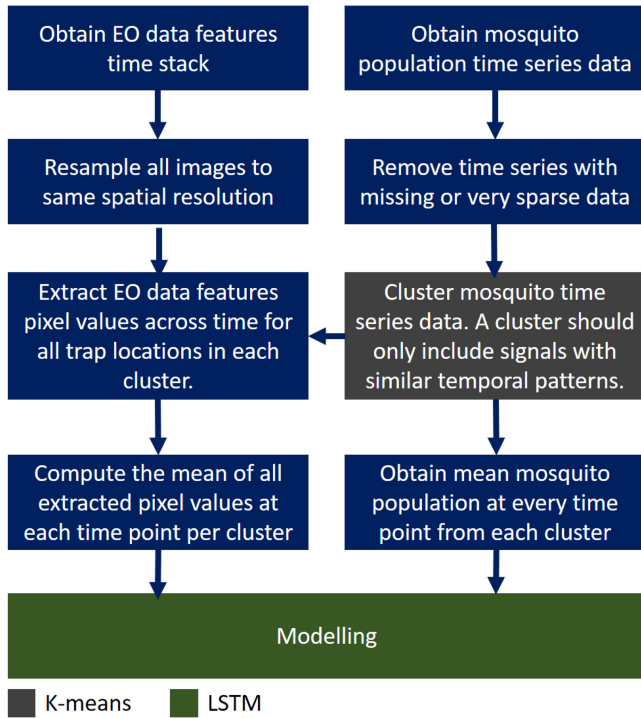 Obtain EO data features
time stack
Obtain mosquito
population time series data
Resample all images to
same spatial resolution
Remove time series with
missing or very sparse data
Extract EO data features
pixel values across time for
all trap locations in each
cluster.
Cluster mosquito time
series data. A cluster should
only include signals with
similar temporal patterns.
Compute the mean of all
extracted pixel values at
each time point per cluster
Obtain mean mosquito
population at every time
point from each cluster
Modelling
K-means
LSTM